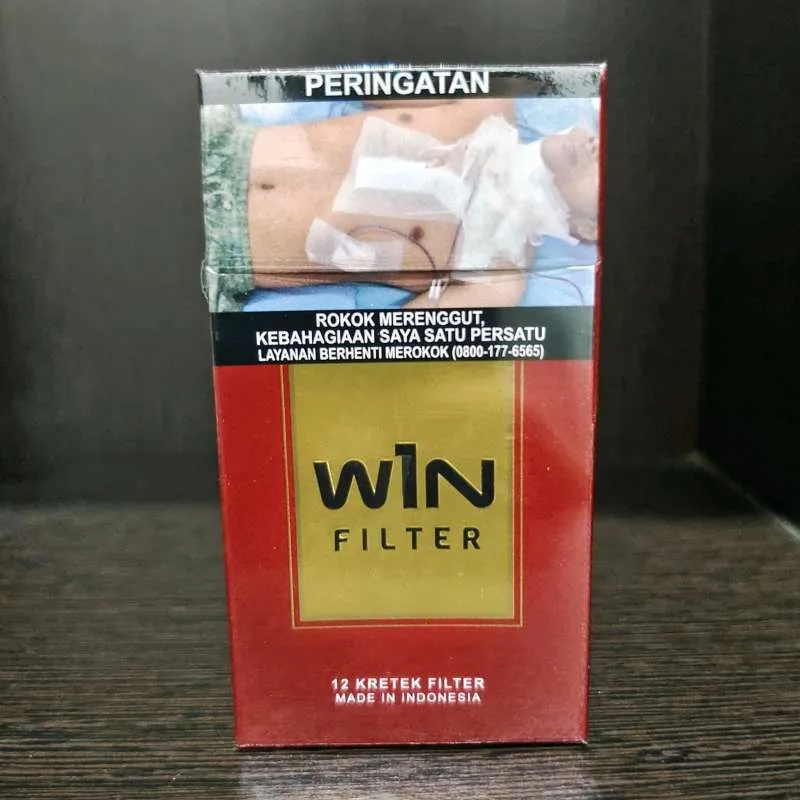 PERINGATAN
ROKOK MERENGGUT,
KEBAHAGIAAN SAYA SATU PERSATU
LAYANAN BERHENTI MEROKOK (0800-177-6565)
W1N
FILTER
12 KRETEK FILTER
MADE IN INDONESIA